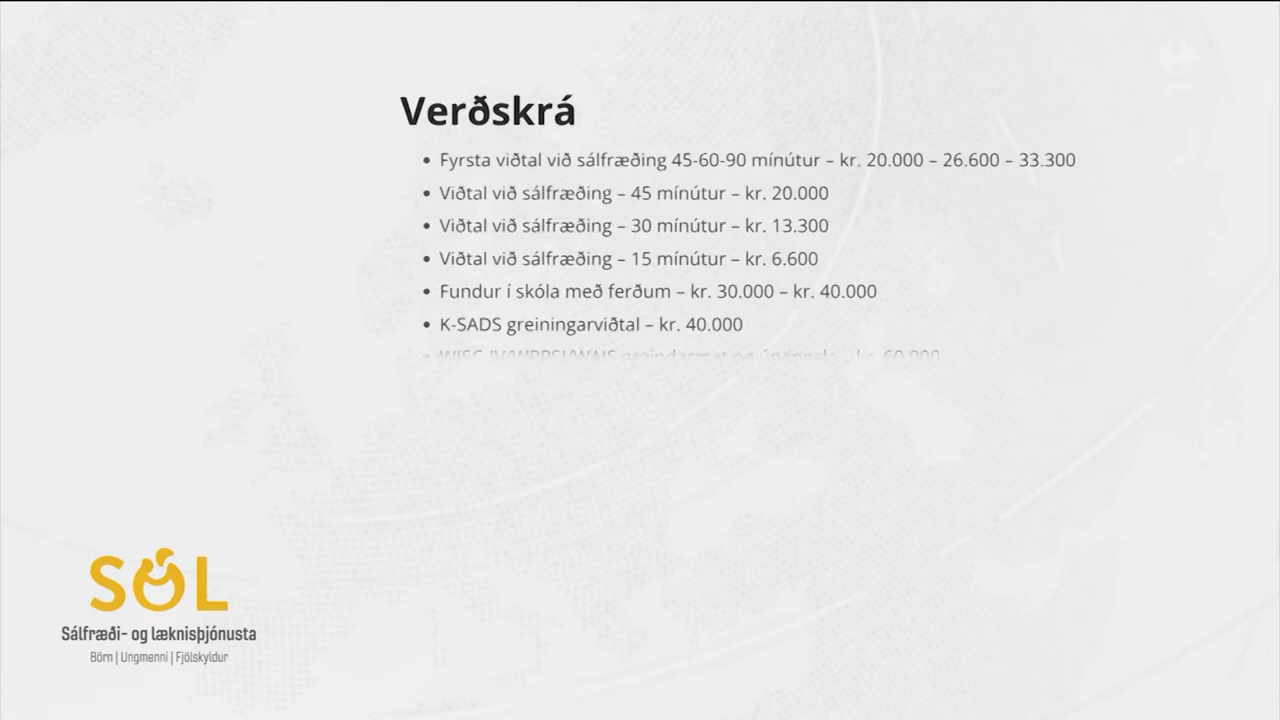 Verðskrá
• Fyrsta viðtal við sálfræðing 45-60-90 mínútur – kr. 20.000 – 26.600 – 33.300
• Viðtal við sálfræðing – 45 mínútur – kr. 20.000
• Viðtal við sálfræðing – 30 mínútur – kr. 13.300
• Viðtal við sálfræðing – 15 mínútur – kr. 6.600
• Fundur í skóla með ferðum – kr. 30.000 – kr. 40.000
• K-SADS greiningarviðtal – kr. 40.000
SÓL
Sálfræði- og læknisþjónusta
Börn | Ungmenni | Fjölskyldur